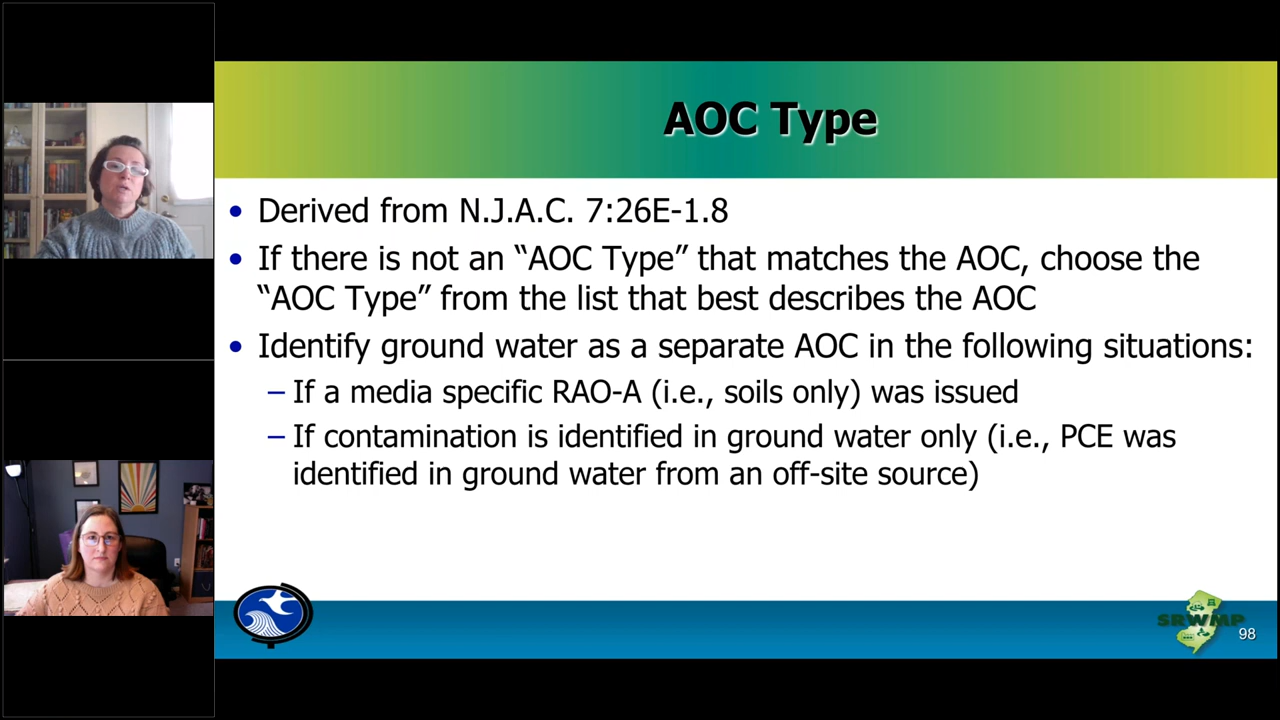 AOC Type
• Derived from N.J.A.C. 7:26E-1.8
• If there is not an “AOC Type” that matches the AOC, choose the
“AOC Type” from the list that best describes the AOC
• Identify ground water as a separate AOC in the following situations:
– If a media specific RAO-A (i.e., soils only) was issued
– If contamination is identified in ground water only (i.e., PCE was
identified in ground water from an off-site source)
SRWMP
98